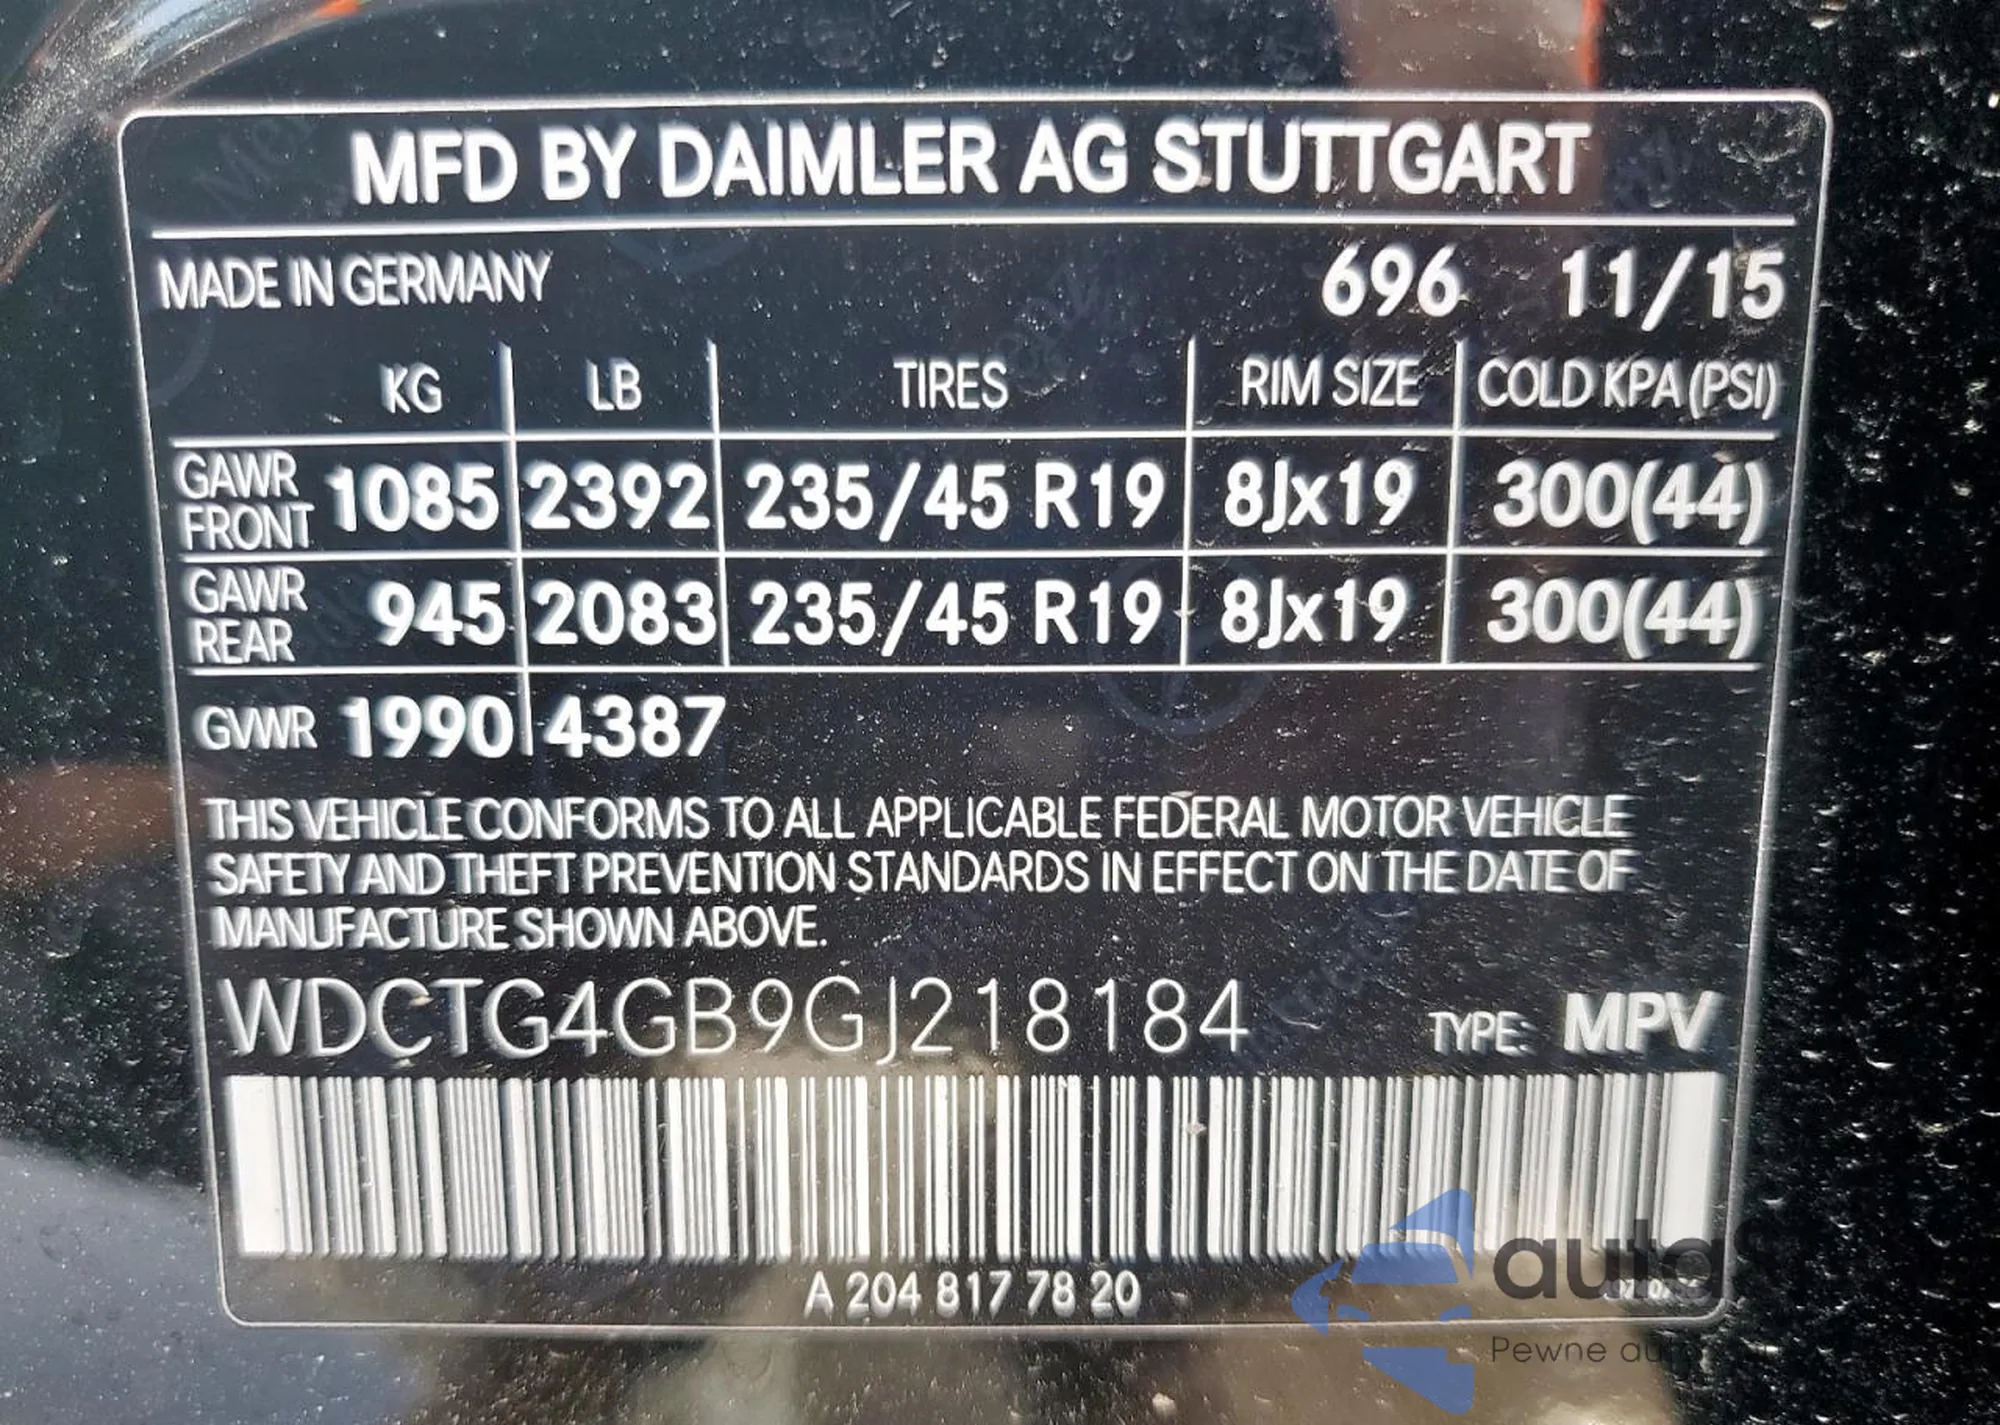 MFD BY DAIMLER AG STUTTGART
MADE IN GERMANY 696 11/15
KG LB TIRES RIM SIZE COLD KPA (PSI)
GAWR FRONT 1085 2392 235/45 R19 8Jx19 300(44)
GAWR REAR 945 2083 235/45 R19 8Jx19 300(44)
GVWR 1990 4387
THIS VEHICLE CONFORMS TO ALL APPLICABLE FEDERAL MOTOR VEHICLE
SAFETY AND THEFT PREVENTION STANDARDS IN EFFECT ON THE DATE OF
MANUFACTURE SHOWN ABOVE.
WDCTG4GB9GJ218184 TYPE: MPV
A 204 817 78 20
Pewne